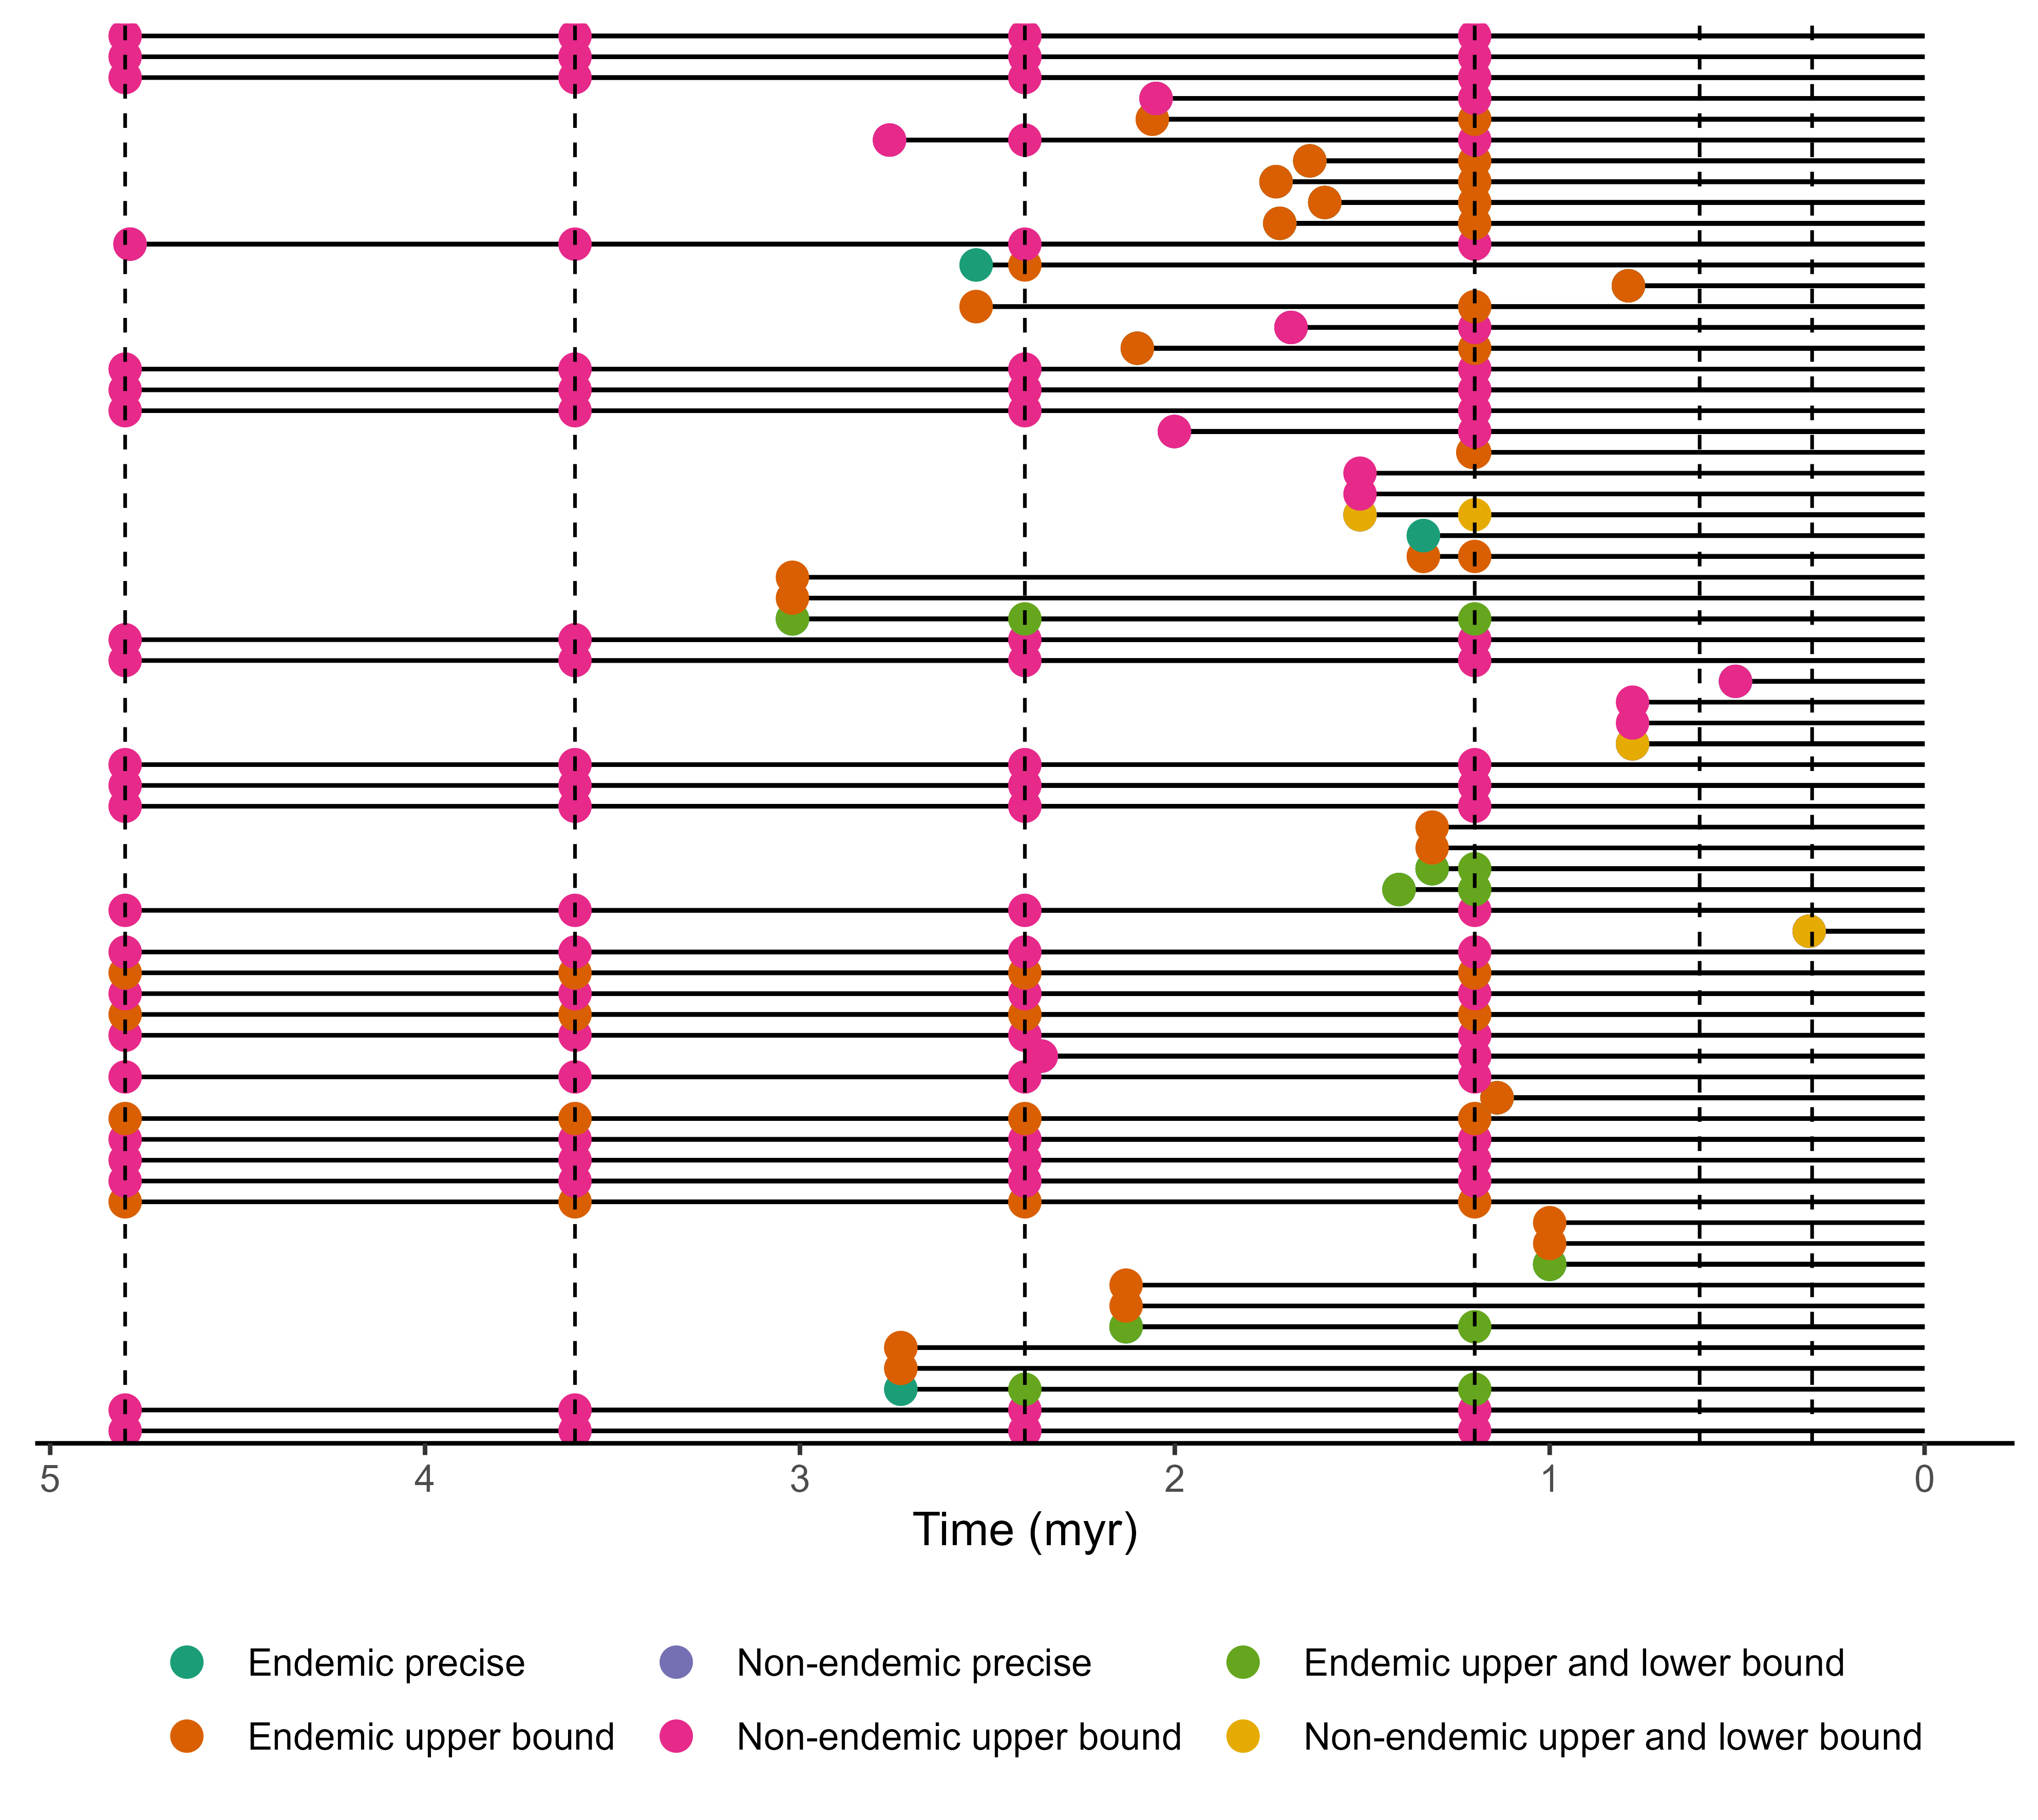 5 4 3 2 1 0
Time (myr)
Endemic precise Non-endemic precise Endemic upper and lower bound
Endemic upper bound Non-endemic upper bound Non-endemic upper and lower bound